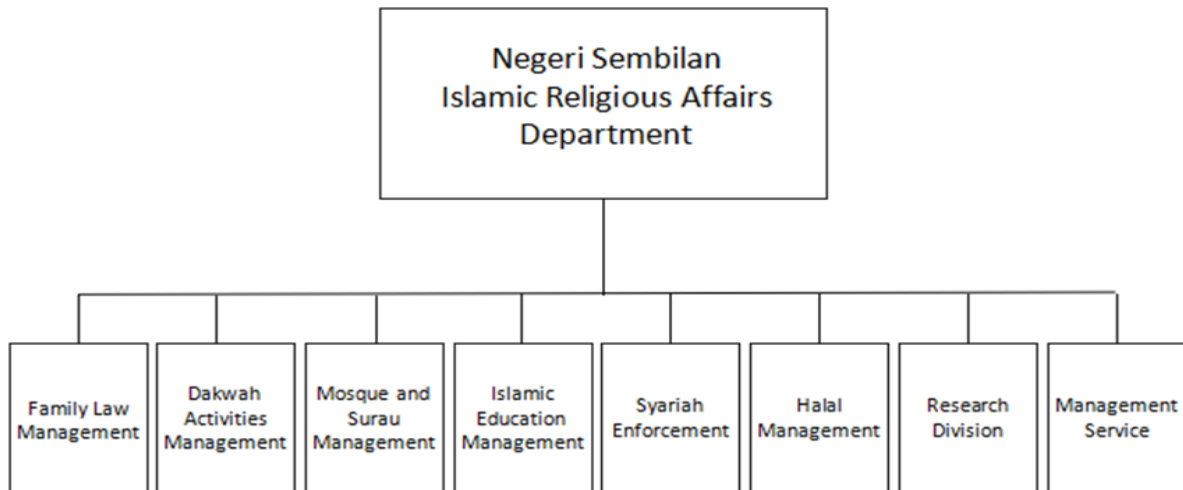 Negeri Sembilan
Islamic Religious Affairs
Department
Family Law
Management
Dakwah
Activities
Management
Mosque and
Surau
Management
Islamic
Education
Management
Syariah
Enforcement
Halal
Management
Research
Division
Management
Service